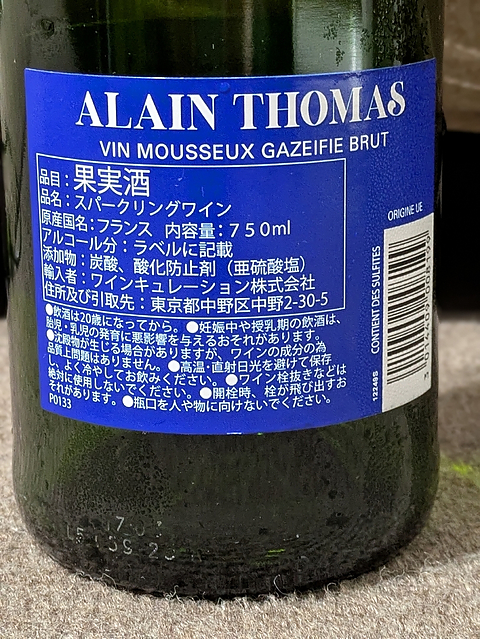 ALAIN THOMAS
VIN MOUSSEUX GAZEIFIE BRUT
品目：果実酒
品名：スパークリングワイン
原産国名：フランス 内容量：750ml
アルコール分：ラベルに記載
添加物：炭酸、酸化防止剤（亜硫酸塩）
輸入者：ワインキュレーション株式会社
住所及び引取先：東京都中野区中野2-30-5
●飲酒は20歳になってから。●妊娠中や授乳期の飲酒は、
胎児・乳児の発育に悪影響を与えるおそれがあります。
●沈殿物が生じる場合がありますが、ワインの成分の為
品質上問題はありません。●高温・直射日光を避けて保存
し、よく冷やしてお飲みください。●ワイン栓抜きなどは
絶対に使用しないでください。●開栓時、栓が飛び出すお
それがあります。●瓶口を人や物に向けないでください。
P0133
ORIGINE UE
CONTIENT DES SULFITES
12249S